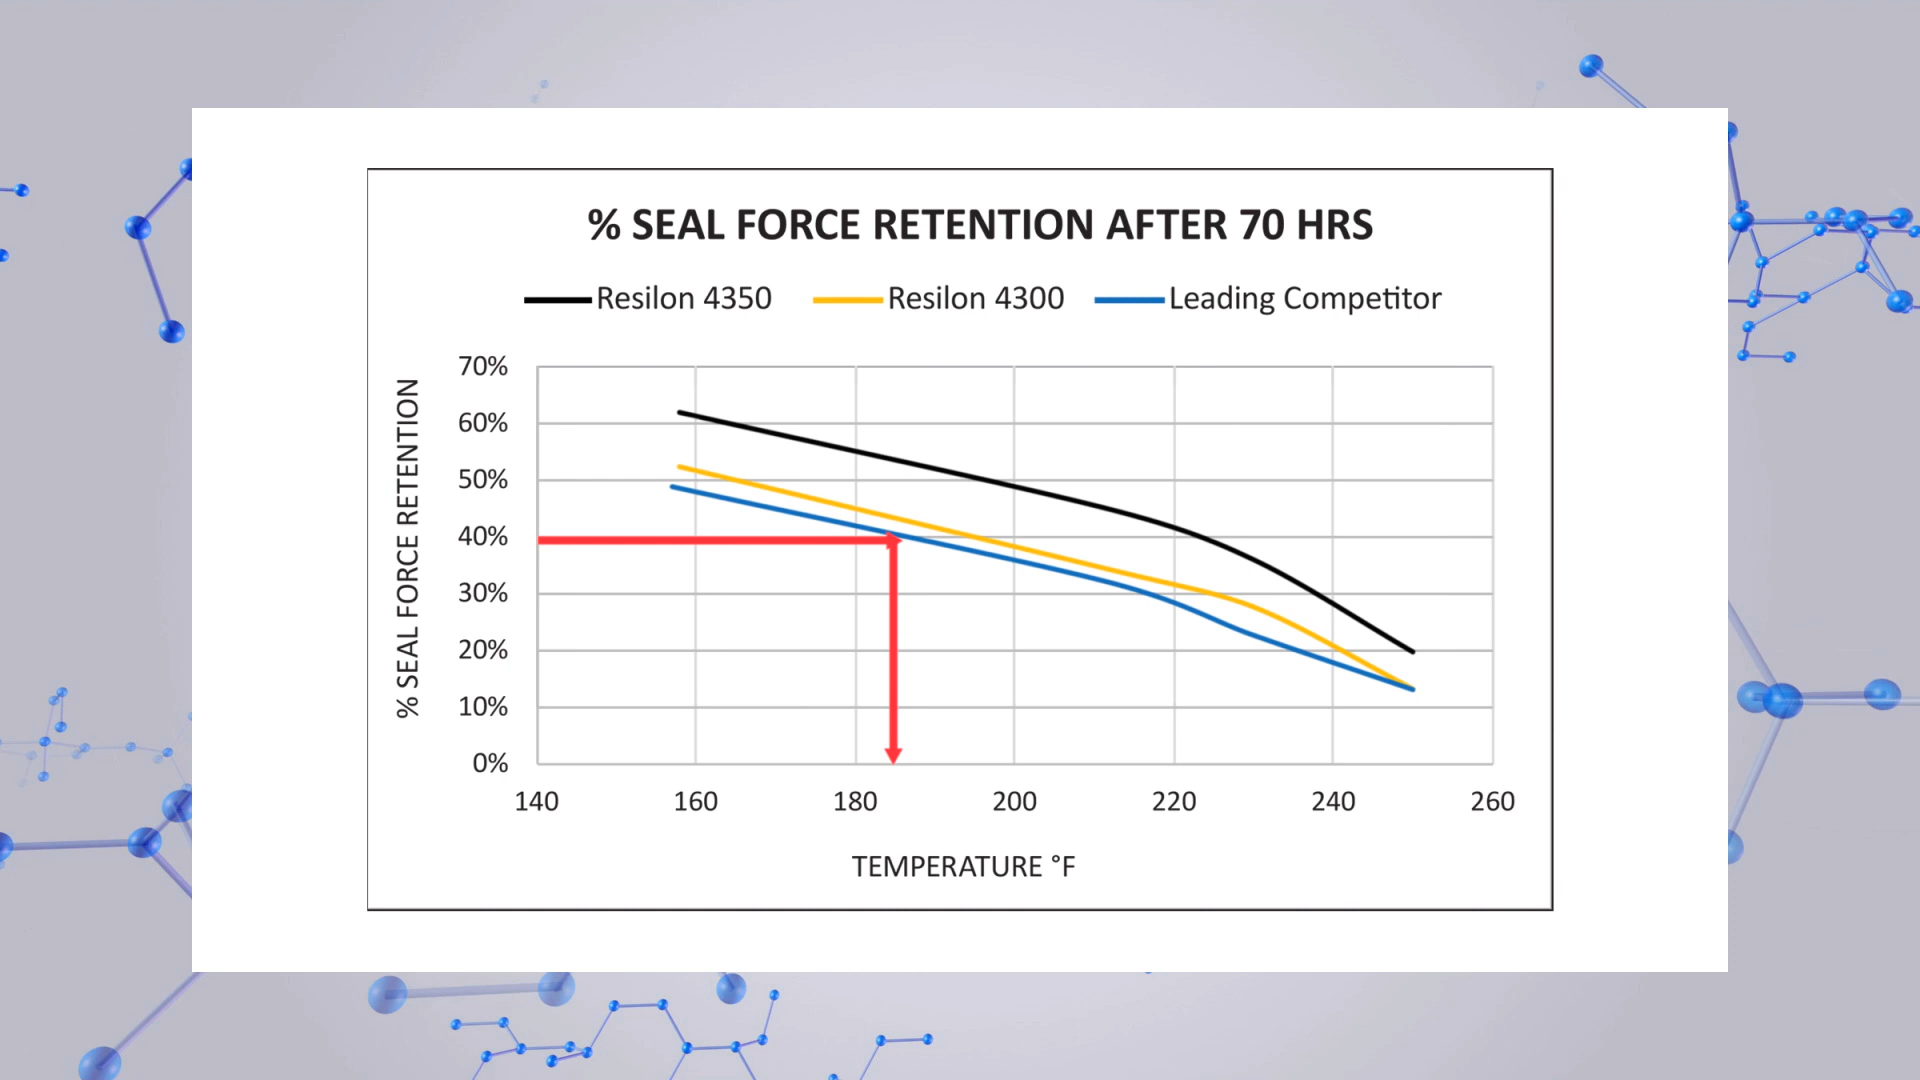 % SEAL FORCE RETENTION AFTER 70 HRS
Resilon 4350 Resilon 4300 Leading Competitor
% SEAL FORCE RETENTION
70%
60%
50%
40%
30%
20%
10%
0%
140 160 180 200 220 240 260
TEMPERATURE °F